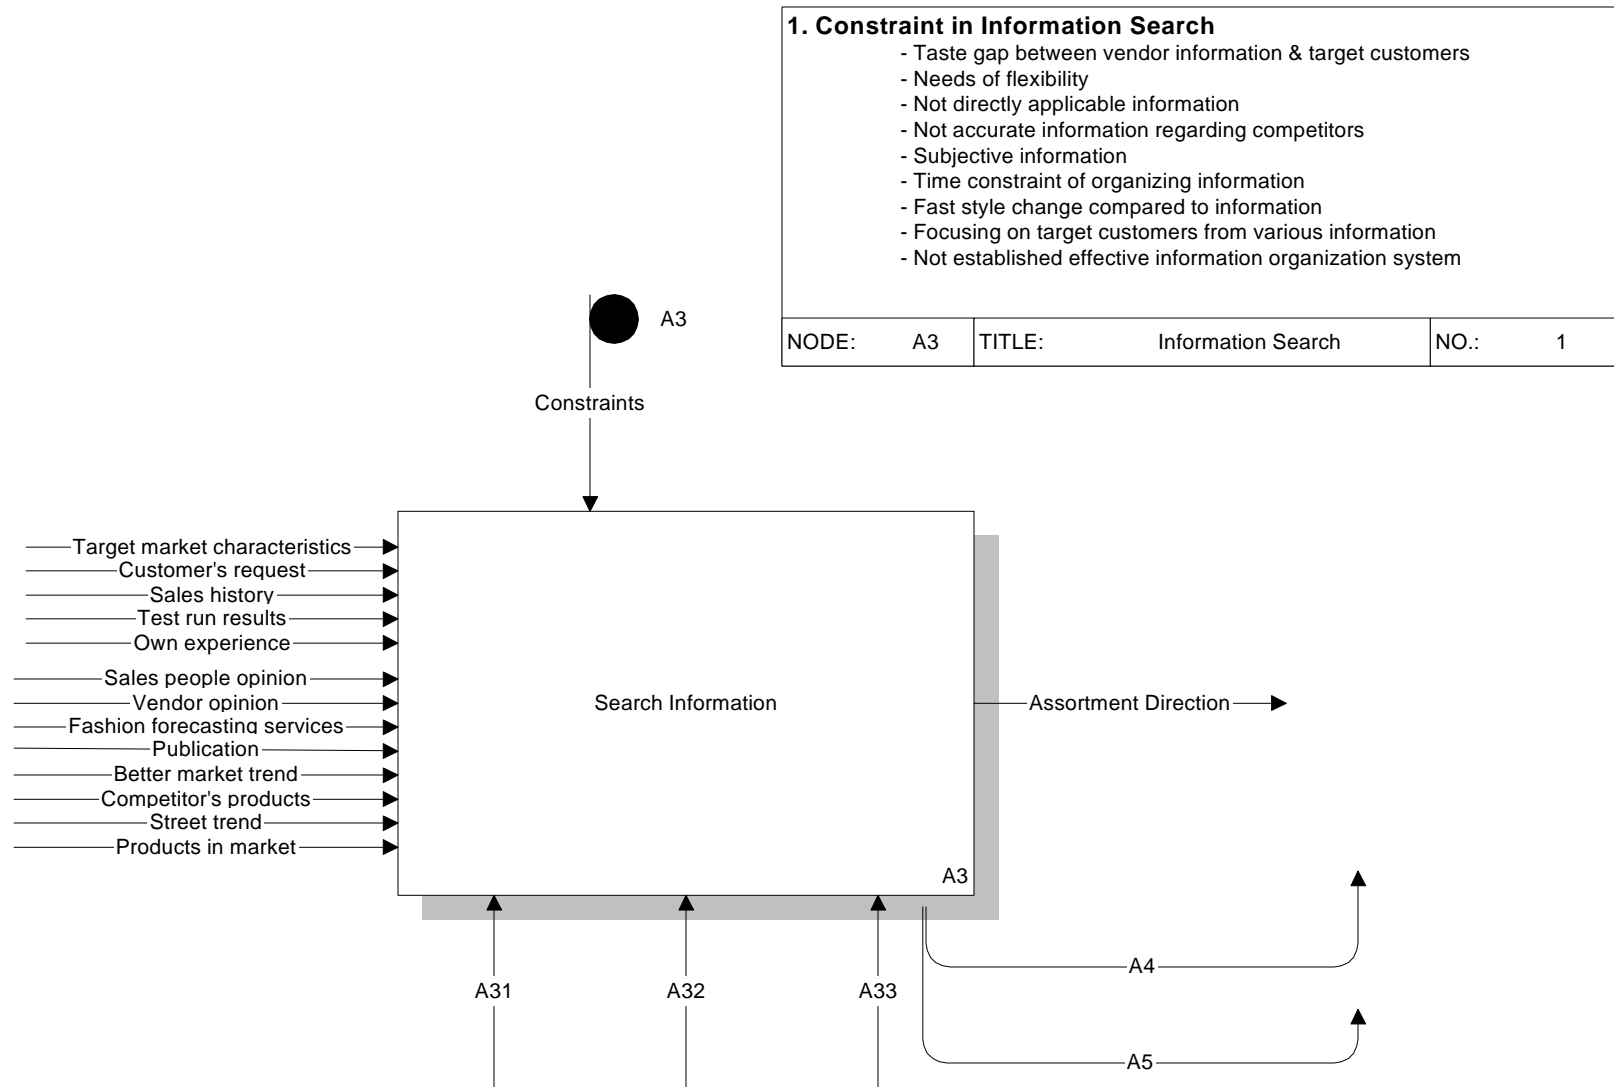 1. Constraint in Information Search
- Taste gap between vendor information & target customers
- Needs of flexibility
- Not directly applicable information
- Not accurate information regarding competitors
- Subjective information
- Time constraint of organizing information
- Fast style change compared to information
- Focusing on target customers from various information
- Not established effective information organization system
NODE: A3 TITLE: Information Search NO.: 1
A3
Constraints
Target market characteristics
Customer's request
Sales history
Test run results
Own experience
Sales people opinion
Vendor opinion
Fashion forecasting services
Publication
Better market trend
Competitor's products
Street trend
Products in market
Search Information
A3
Assortment Direction
A31
A32
A33
A4
A5